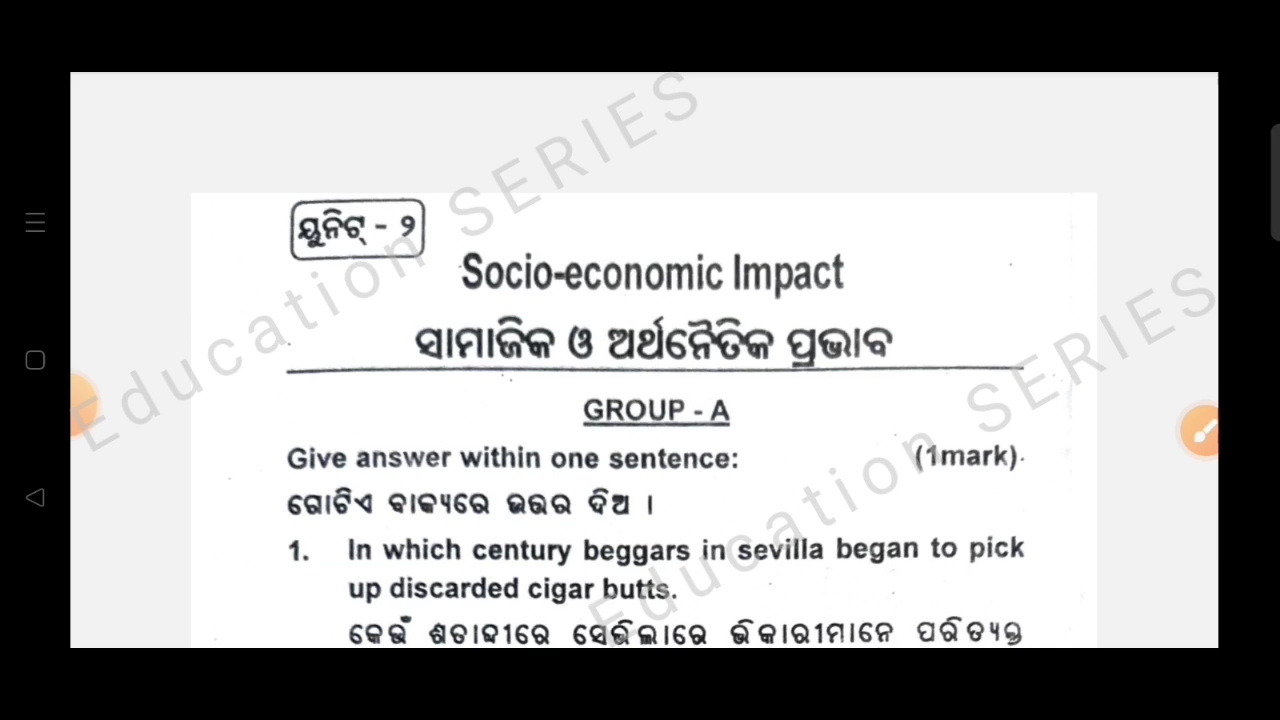 ୟୁନିଟ୍ - ୨
Socio-economic Impact
ସାମାଜିକ ଓ ଅର୍ଥନୈତିକ ପ୍ରଭାବ
GROUP - A
Give answer within one sentence: (1mark).
ଗୋଟିଏ ବାକ୍ୟରେ ଉତ୍ତର ଦିଅ ।
1. In which century beggars in sevilla began to pick
up discarded cigar butts.
କେଉଁ ଶତାବ୍ଦୀରେ ସେଭିଲାରେ ଭିକାରୀମାନେ ପରିତ୍ୟକ୍ତ
Education SERIES
Education SERIES